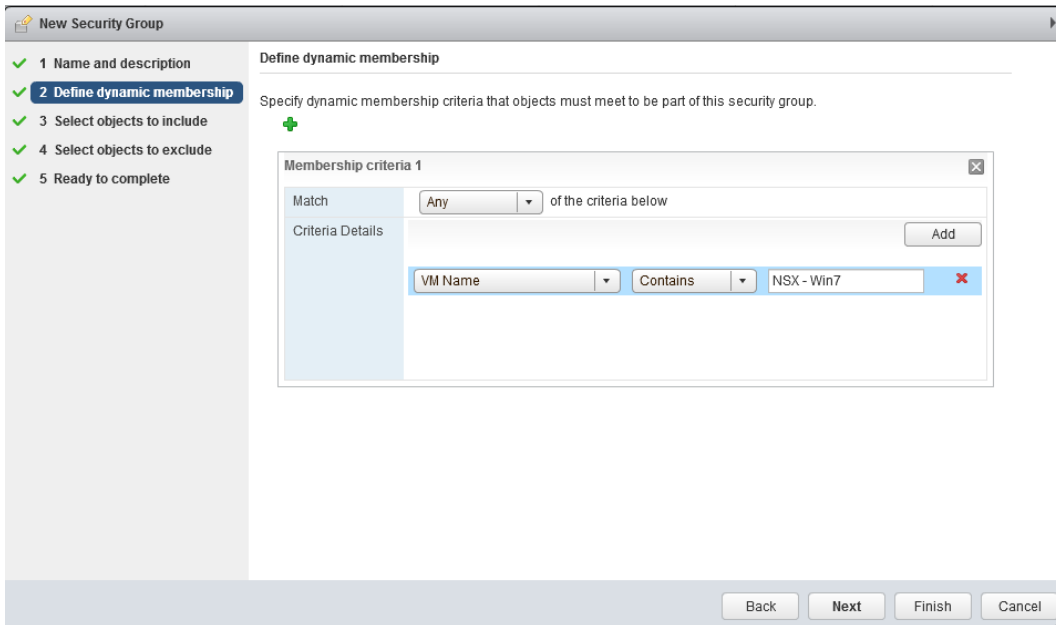 New Security Group
1 Name and description
2 Define dynamic membership
3 Select objects to include
4 Select objects to exclude
5 Ready to complete
Define dynamic membership
Specify dynamic membership criteria that objects must meet to be part of this security group.
Membership criteria 1
Match Any of the criteria below
Criteria Details Add
VM Name Contains NSX - Win7
Back Next Finish Cancel